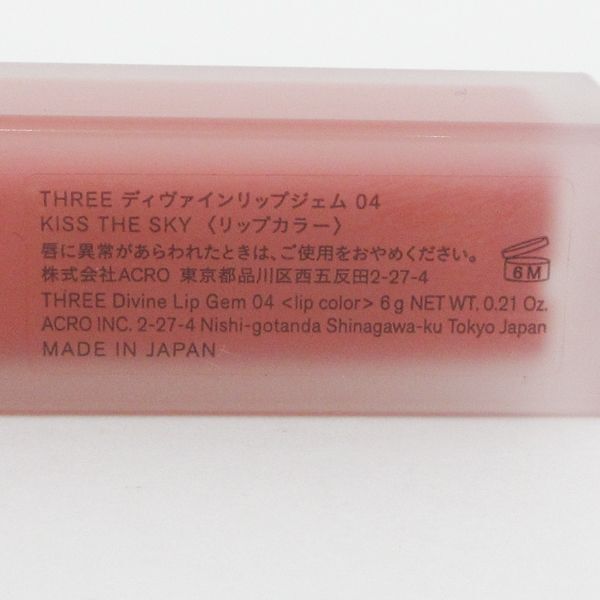 THREE ディヴァインリップジェム 04
KISS THE SKY 〈リップカラー〉
唇に異常があらわれたときは、ご使用をおやめください。
株式会社ACRO 東京都品川区西五反田2-27-4
6M
THREE Divine Lip Gem 04 <lip color> 6g NET WT. 0.21 Oz.
ACRO INC. 2-27-4 Nishi-gotanda Shinagawa-ku Tokyo Japan
MADE IN JAPAN